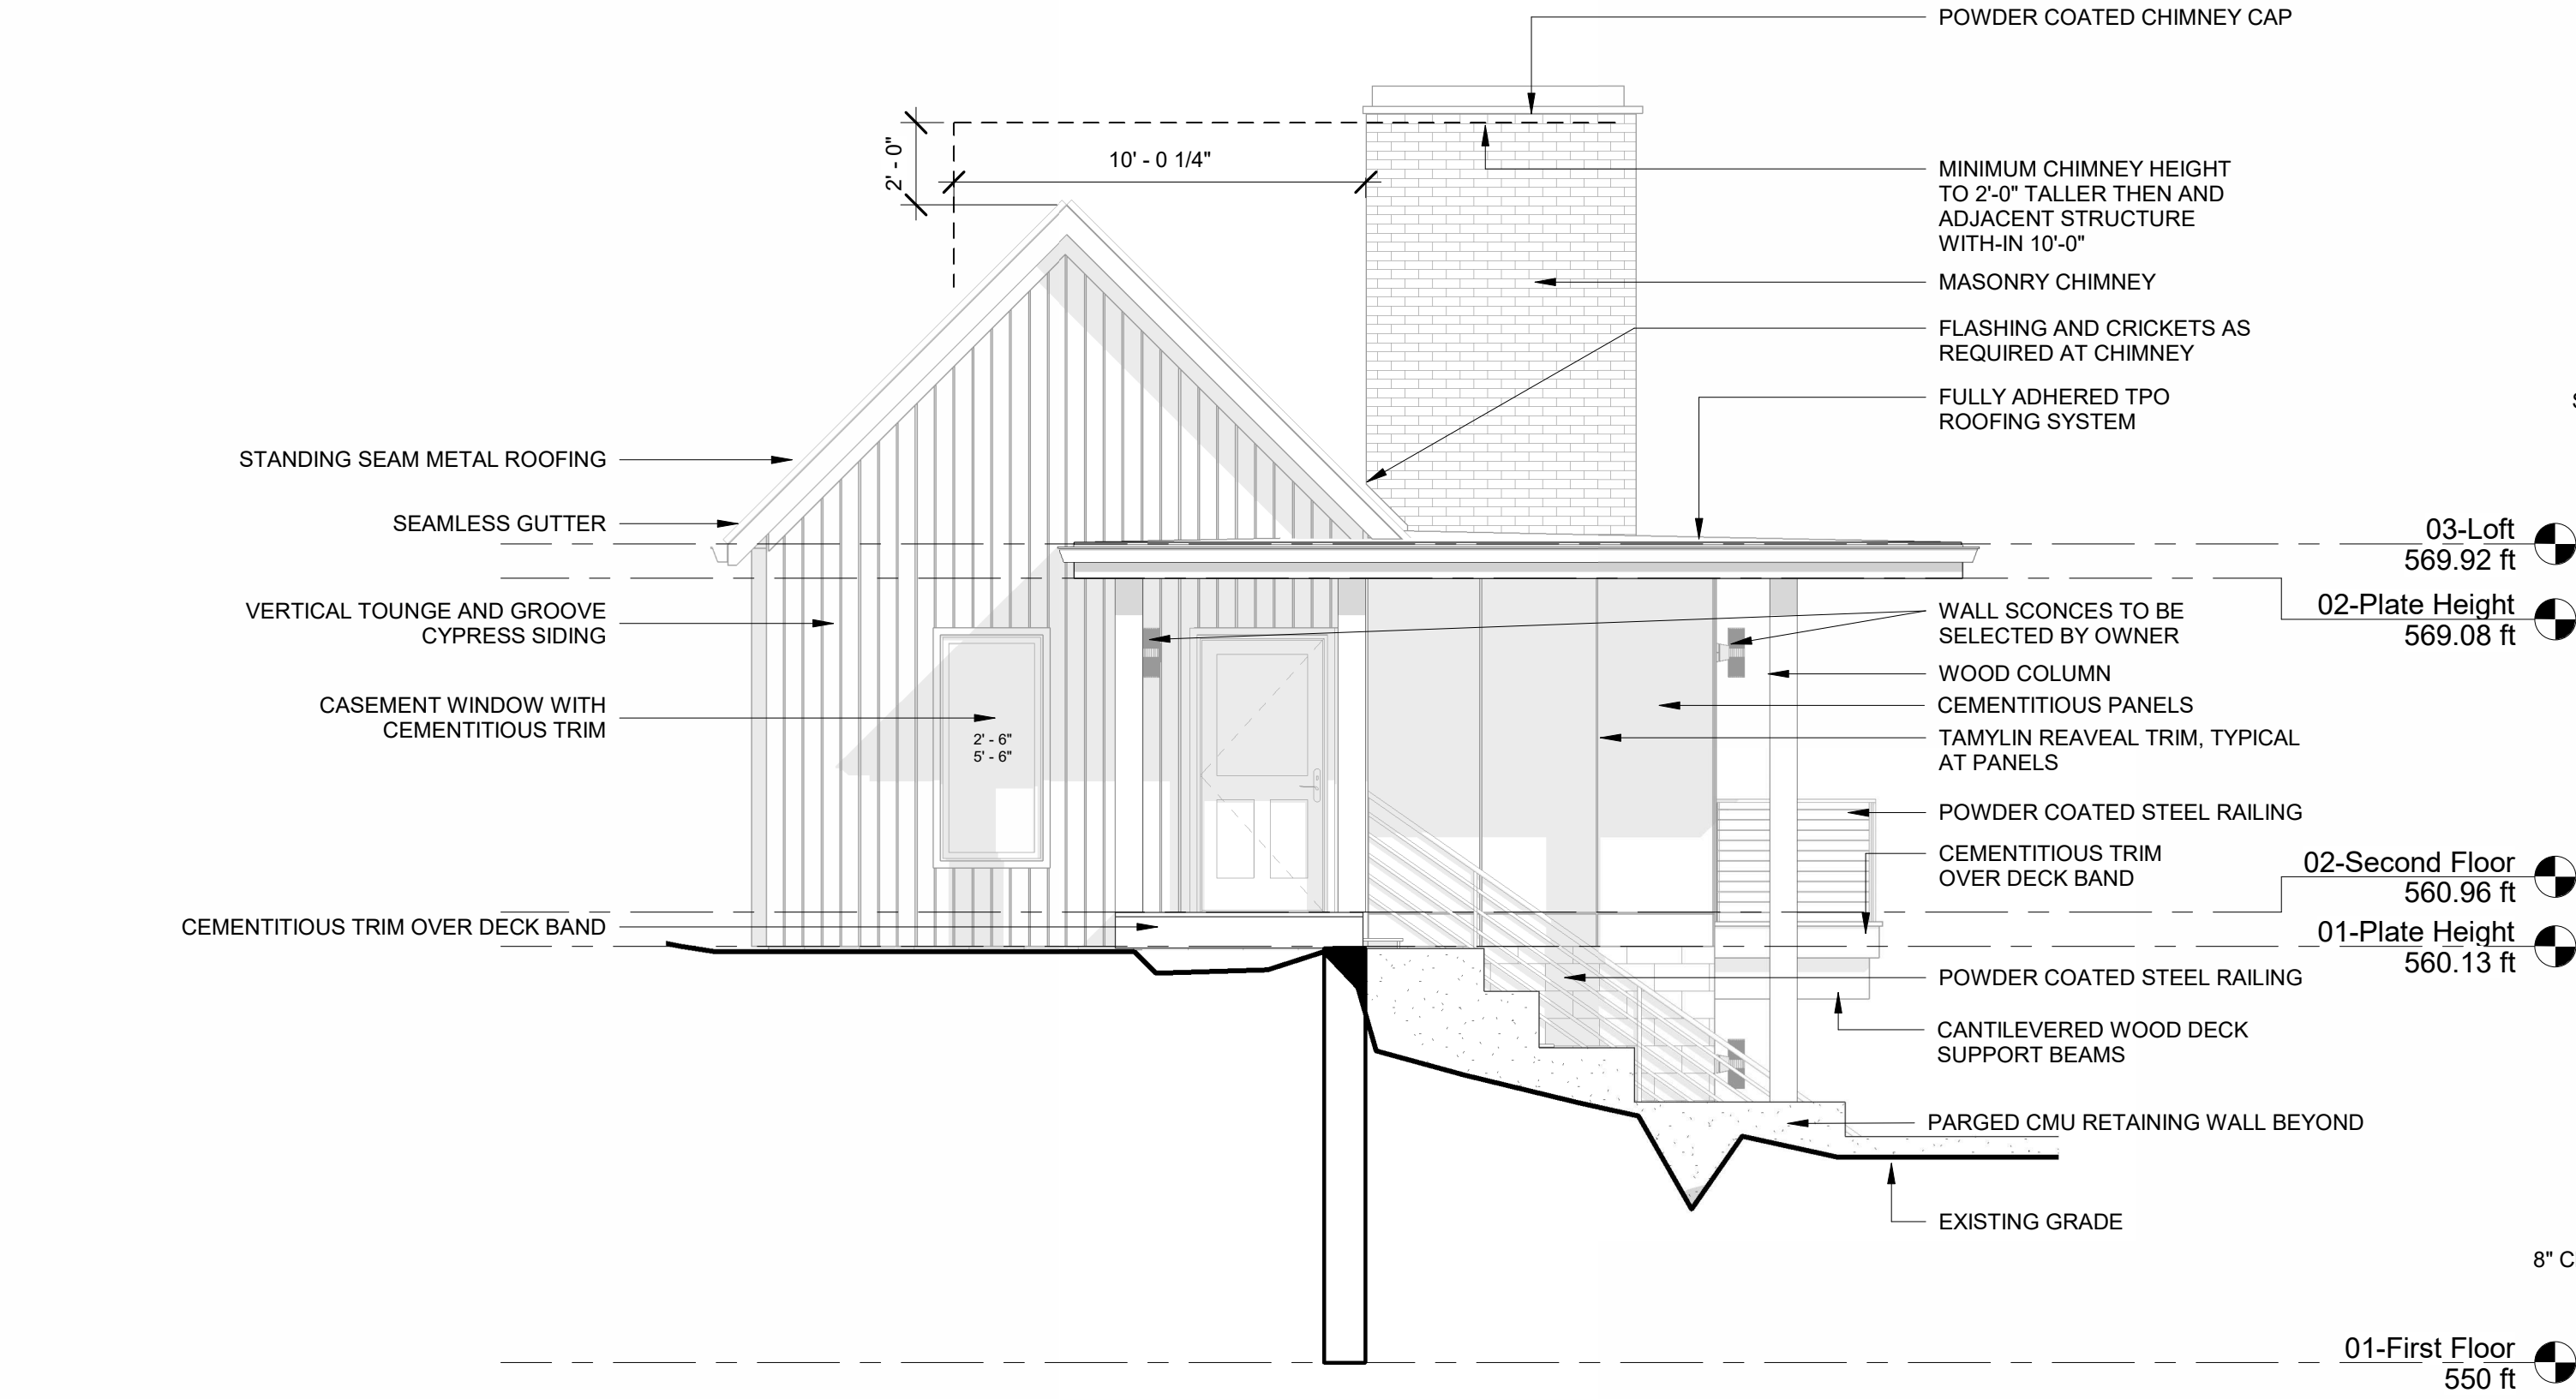 POWDER COATED CHIMNEY CAP
2' - 0"
10' - 0 1/4"
MINIMUM CHIMNEY HEIGHT
TO 2'-0" TALLER THEN AND
ADJACENT STRUCTURE
WITH-IN 10'-0"
MASONRY CHIMNEY
FLASHING AND CRICKETS AS
REQUIRED AT CHIMNEY
FULLY ADHERED TPO
ROOFING SYSTEM
STANDING SEAM METAL ROOFING
SEAMLESS GUTTER
VERTICAL TOUNGE AND GROOVE
CYPRESS SIDING
CASEMENT WINDOW WITH
CEMENTITIOUS TRIM
2' - 6"
5' - 6"
CEMENTITIOUS TRIM OVER DECK BAND
WALL SCONCES TO BE
SELECTED BY OWNER
WOOD COLUMN
CEMENTITIOUS PANELS
TAMYLIN REAVEAL TRIM, TYPICAL
AT PANELS
POWDER COATED STEEL RAILING
CEMENTITIOUS TRIM
OVER DECK BAND
POWDER COATED STEEL RAILING
CANTILEVERED WOOD DECK
SUPPORT BEAMS
PARGED CMU RETAINING WALL BEYOND
EXISTING GRADE
03-Loft
569.92 ft
02-Plate Height
569.08 ft
02-Second Floor
560.96 ft
01-Plate Height
560.13 ft
8" C
01-First Floor
550 ft